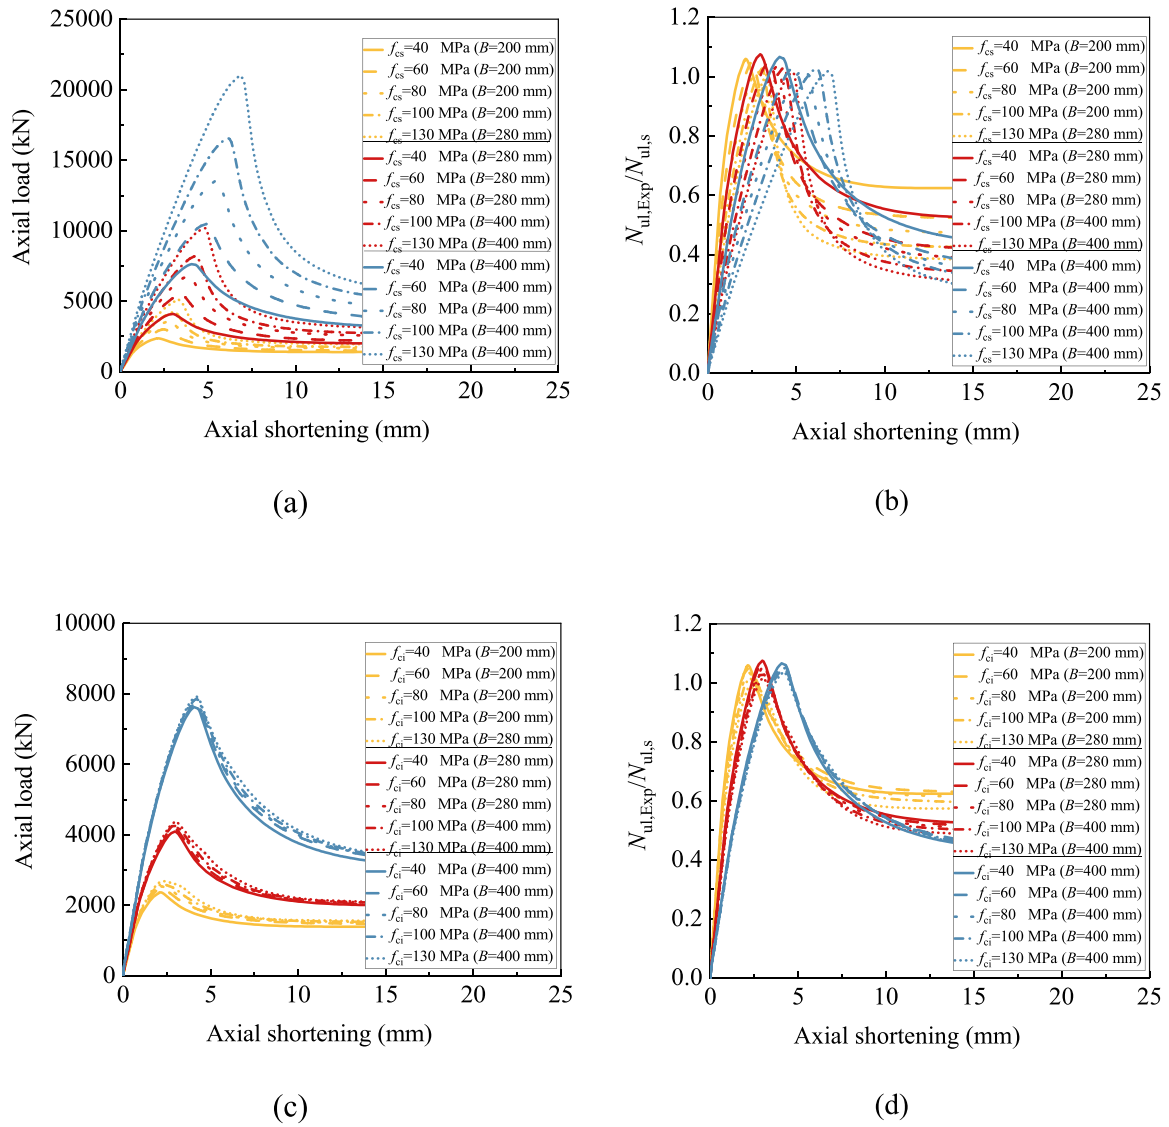 25000
20000
15000
10000
5000
0
0
5
10
15
20
25
Axial load (kN)
Axial shortening (mm)
fcs=40 MPa (B=200 mm)
fcs=60 MPa (B=200 mm)
fcs=80 MPa (B=200 mm)
fcs=100 MPa (B=200 mm)
fcs=130 MPa (B=280 mm)
fcs=40 MPa (B=280 mm)
fcs=60 MPa (B=280 mm)
fcs=80 MPa (B=280 mm)
fcs=100 MPa (B=400 mm)
fcs=130 MPa (B=400 mm)
fcs=40 MPa (B=400 mm)
fcs=60 MPa (B=400 mm)
fcs=80 MPa (B=400 mm)
fcs=100 MPa (B=400 mm)
fcs=130 MPa (B=400 mm)
(a)
1.2
1.0
0.8
0.6
0.4
0.2
0.0
0
5
10
15
20
25
Nul,Exp/Nul,s
Axial shortening (mm)
fcs=40 MPa (B=200 mm)
fcs=60 MPa (B=200 mm)
fcs=80 MPa (B=200 mm)
fcs=100 MPa (B=200 mm)
fcs=130 MPa (B=280 mm)
fcs=40 MPa (B=280 mm)
fcs=60 MPa (B=280 mm)
fcs=80 MPa (B=280 mm)
fcs=100 MPa (B=400 mm)
fcs=130 MPa (B=400 mm)
fcs=40 MPa (B=400 mm)
fcs=60 MPa (B=400 mm)
fcs=80 MPa (B=400 mm)
fcs=100 MPa (B=400 mm)
fcs=130 MPa (B=400 mm)
(b)
10000
8000
6000
4000
2000
0
0
5
10
15
20
25
Axial load (kN)
Axial shortening (mm)
fci=40 MPa (B=200 mm)
fci=60 MPa (B=200 mm)
fci=80 MPa (B=200 mm)
fci=100 MPa (B=200 mm)
fci=130 MPa (B=280 mm)
fci=40 MPa (B=280 mm)
fci=60 MPa (B=280 mm)
fci=80 MPa (B=280 mm)
fci=100 MPa (B=400 mm)
fci=130 MPa (B=400 mm)
fci=40 MPa (B=400 mm)
fci=60 MPa (B=400 mm)
fci=80 MPa (B=400 mm)
fci=100 MPa (B=400 mm)
fci=130 MPa (B=400 mm)
(c)
1.2
1.0
0.8
0.6
0.4
0.2
0.0
0
5
10
15
20
25
Nul,Exp/Nul,s
Axial shortening (mm)
fci=40 MPa (B=200 mm)
fci=60 MPa (B=200 mm)
fci=80 MPa (B=200 mm)
fci=100 MPa (B=200 mm)
fci=130 MPa (B=280 mm)
fci=40 MPa (B=280 mm)
fci=60 MPa (B=280 mm)
fci=80 MPa (B=280 mm)
fci=100 MPa (B=400 mm)
fci=130 MPa (B=400 mm)
fci=40 MPa (B=400 mm)
fci=60 MPa (B=400 mm)
fci=80 MPa (B=400 mm)
fci=100 MPa (B=400 mm)
fci=130 MPa (B=400 mm)
(d)